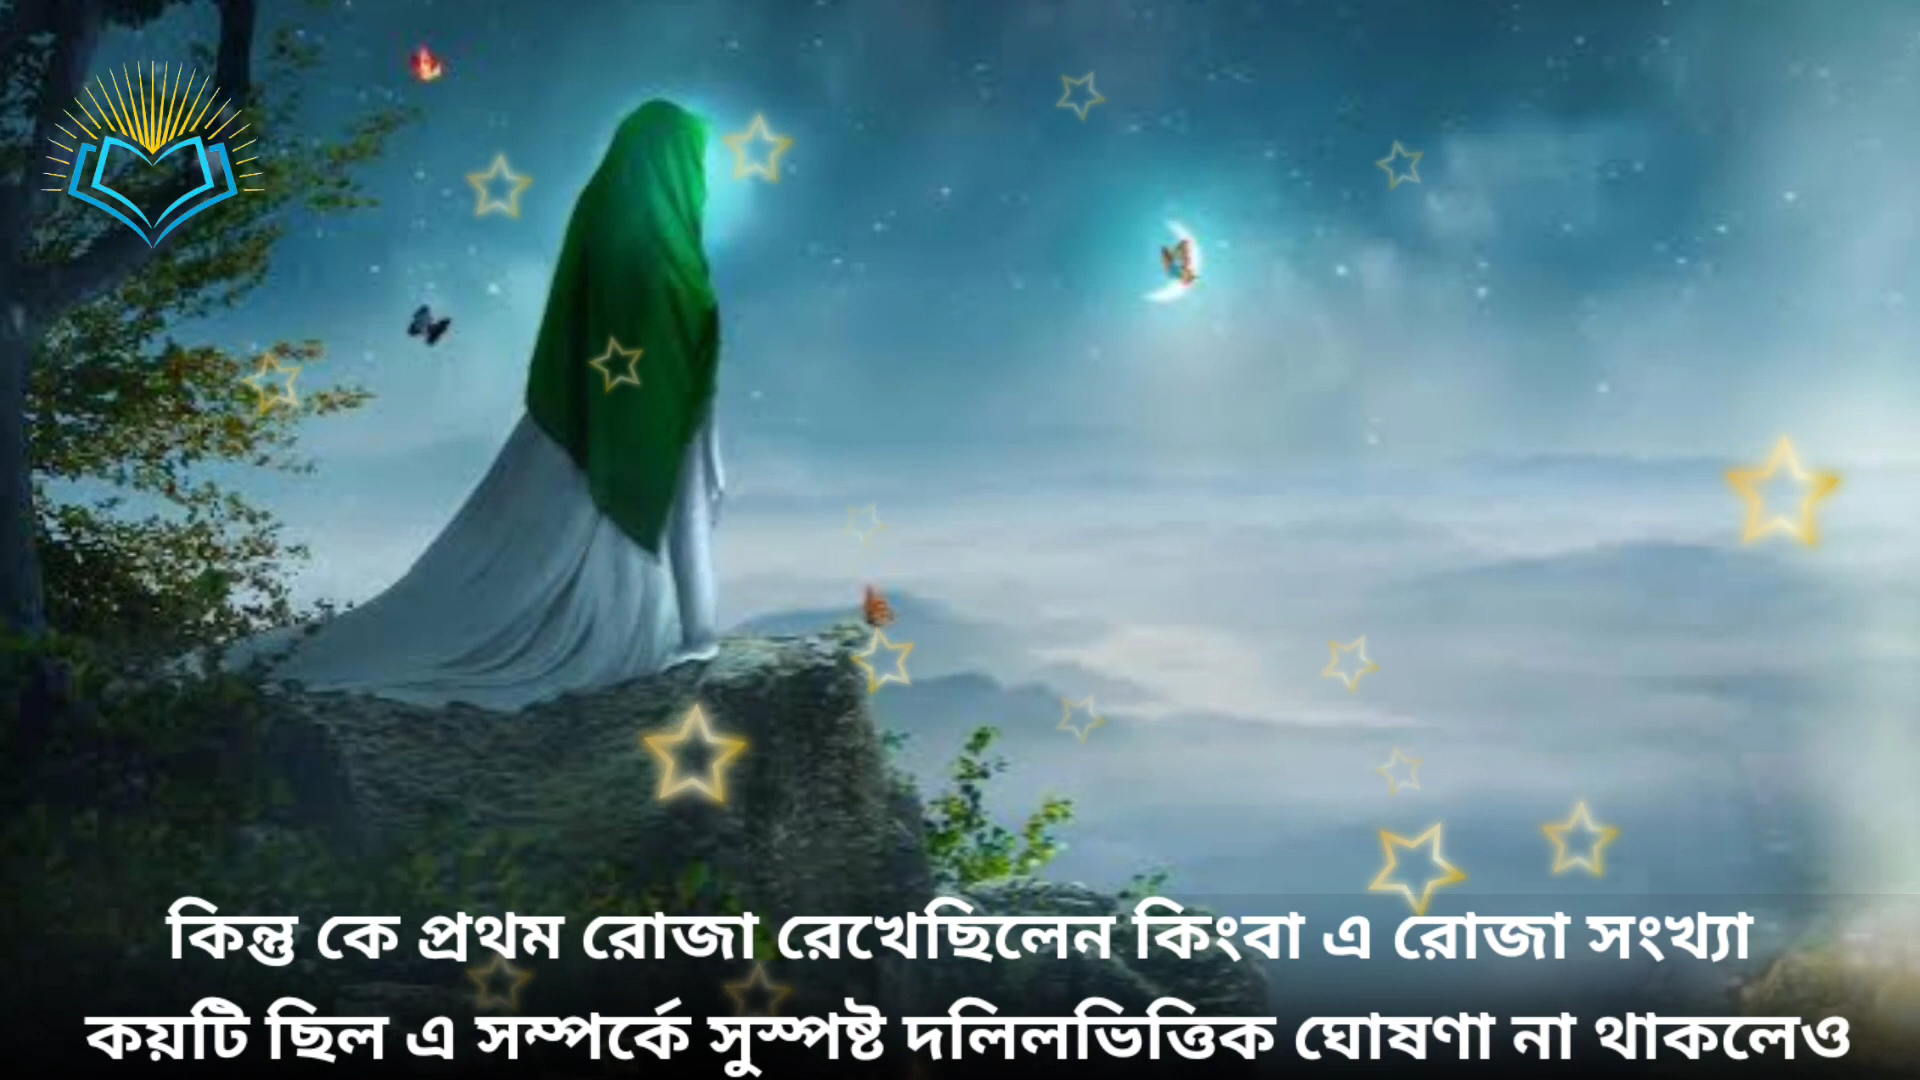 কিন্তু কে প্রথম রোজা রেখেছিলেন কিংবা এ রোজা সংখ্যা
কয়টি ছিল এ সম্পর্কে সুস্পষ্ট দলিলভিত্তিক ঘোষণা না থাকলেও